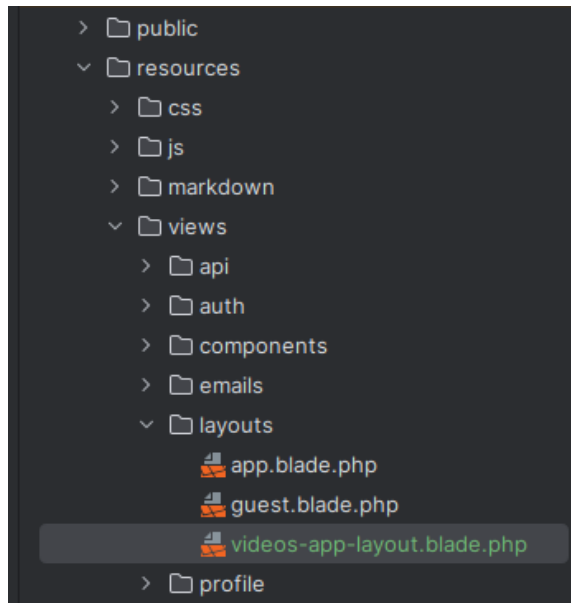 public
resources
css
js
markdown
views
api
auth
components
emails
layouts
app.blade.php
guest.blade.php
videos-app-layout.blade.php
profile